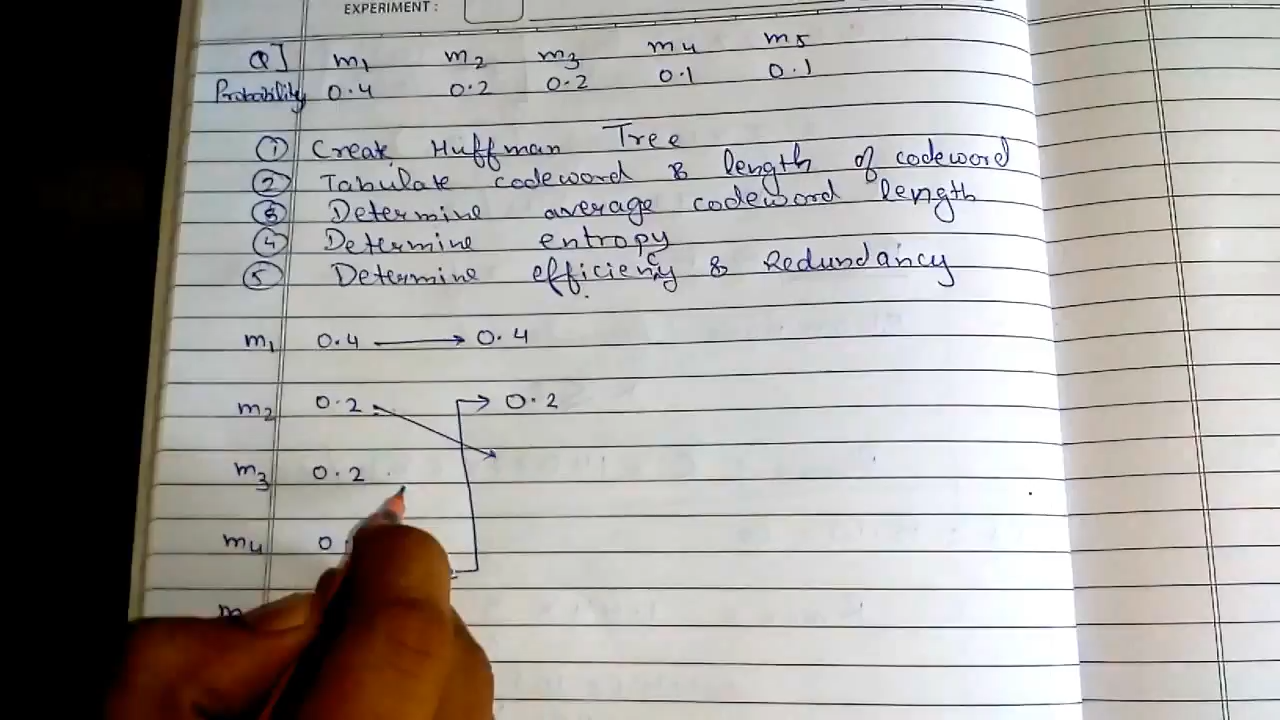 EXPERIMENT :
Q] m1 m2 m3 m4 m5
Probability 0.4 0.2 0.2 0.1 0.1
① Create Huffman Tree
② Tabulate codeword & length of codeword
③ Determine average codeword length
④ Determine entropy
⑤ Determine efficiency & Redundancy
m1 0.4 → 0.4
m2 0.2 → 0.2
m3 0.2
m4 0